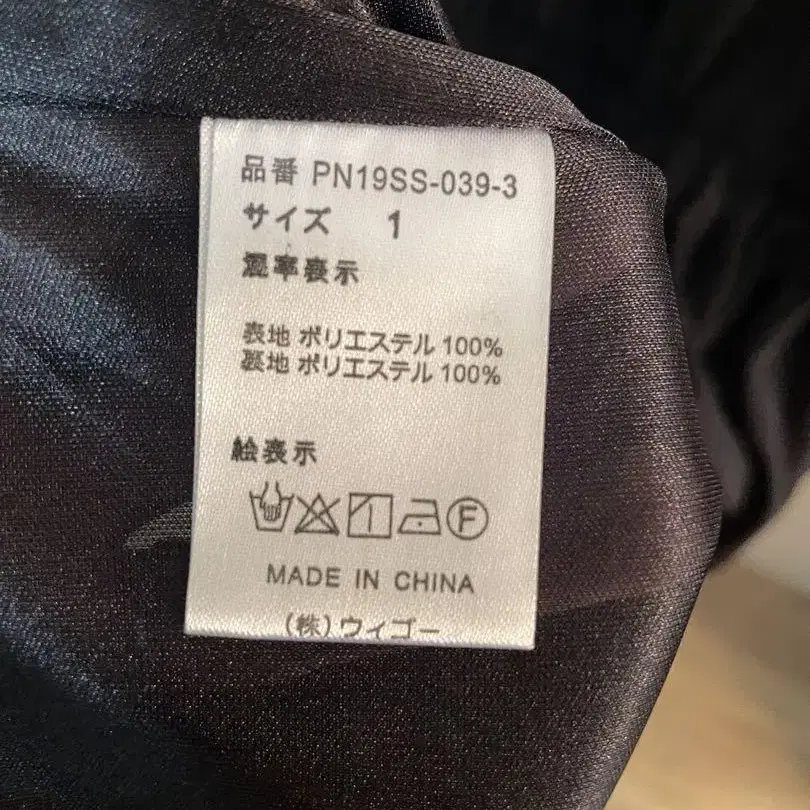 品番 PN19SS-039-3
サイズ 1
混率表示
表地 ポリエステル 100%
裏地 ポリエステル 100%
絵表示
F
MADE IN CHINA
(株)ウィゴー